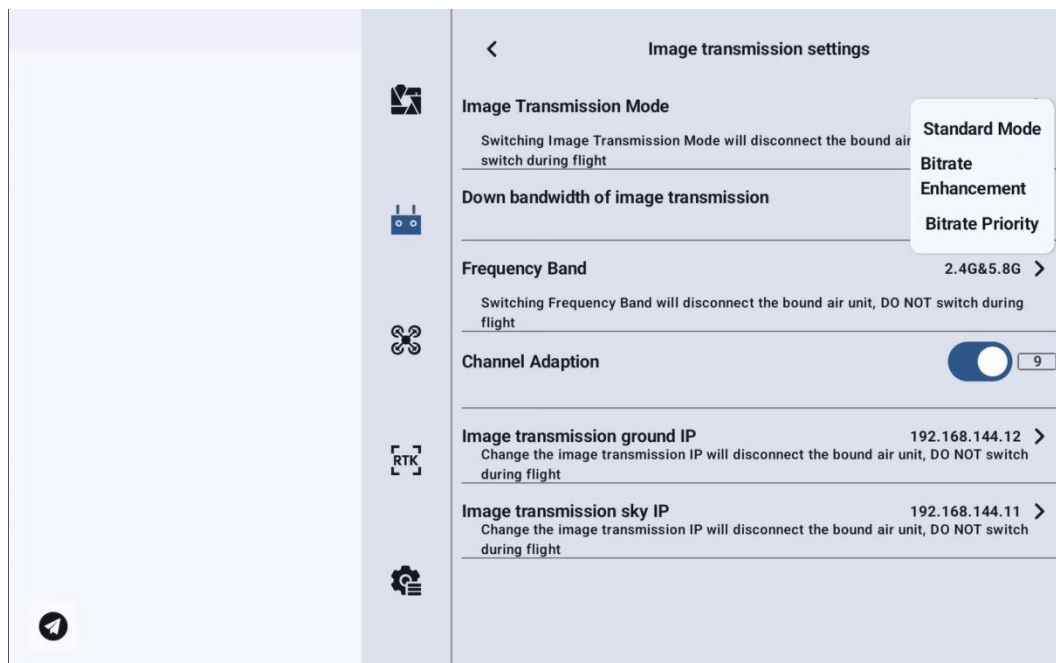 Image transmission settings
Image Transmission Mode
Switching Image Transmission Mode will disconnect the bound air
switch during flight
Standard Mode
Bitrate
Enhancement
Bitrate Priority
Down bandwidth of image transmission
Frequency Band 2.4G&5.8G
Switching Frequency Band will disconnect the bound air unit, DO NOT switch during
flight
Channel Adaption 9
RTK
Image transmission ground IP 192.168.144.12
Change the image transmission IP will disconnect the bound air unit, DO NOT switch
during flight
Image transmission sky IP 192.168.144.11
Change the image transmission IP will disconnect the bound air unit, DO NOT switch
during flight